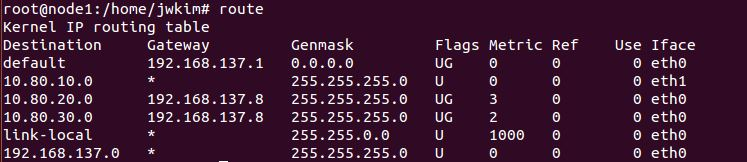 root@node1:/home/jwkim# route
Kernel IP routing table
Destination Gateway Genmask Flags Metric Ref Use Iface
default 192.168.137.1 0.0.0.0 UG 0 0 0 eth0
10.80.10.0 * 255.255.255.0 U 0 0 0 eth1
10.80.20.0 192.168.137.8 255.255.255.0 UG 3 0 0 eth0
10.80.30.0 192.168.137.8 255.255.255.0 UG 2 0 0 eth0
link-local * 255.255.0.0 U 1000 0 0 eth0
192.168.137.0 * 255.255.255.0 U 0 0 0 eth0